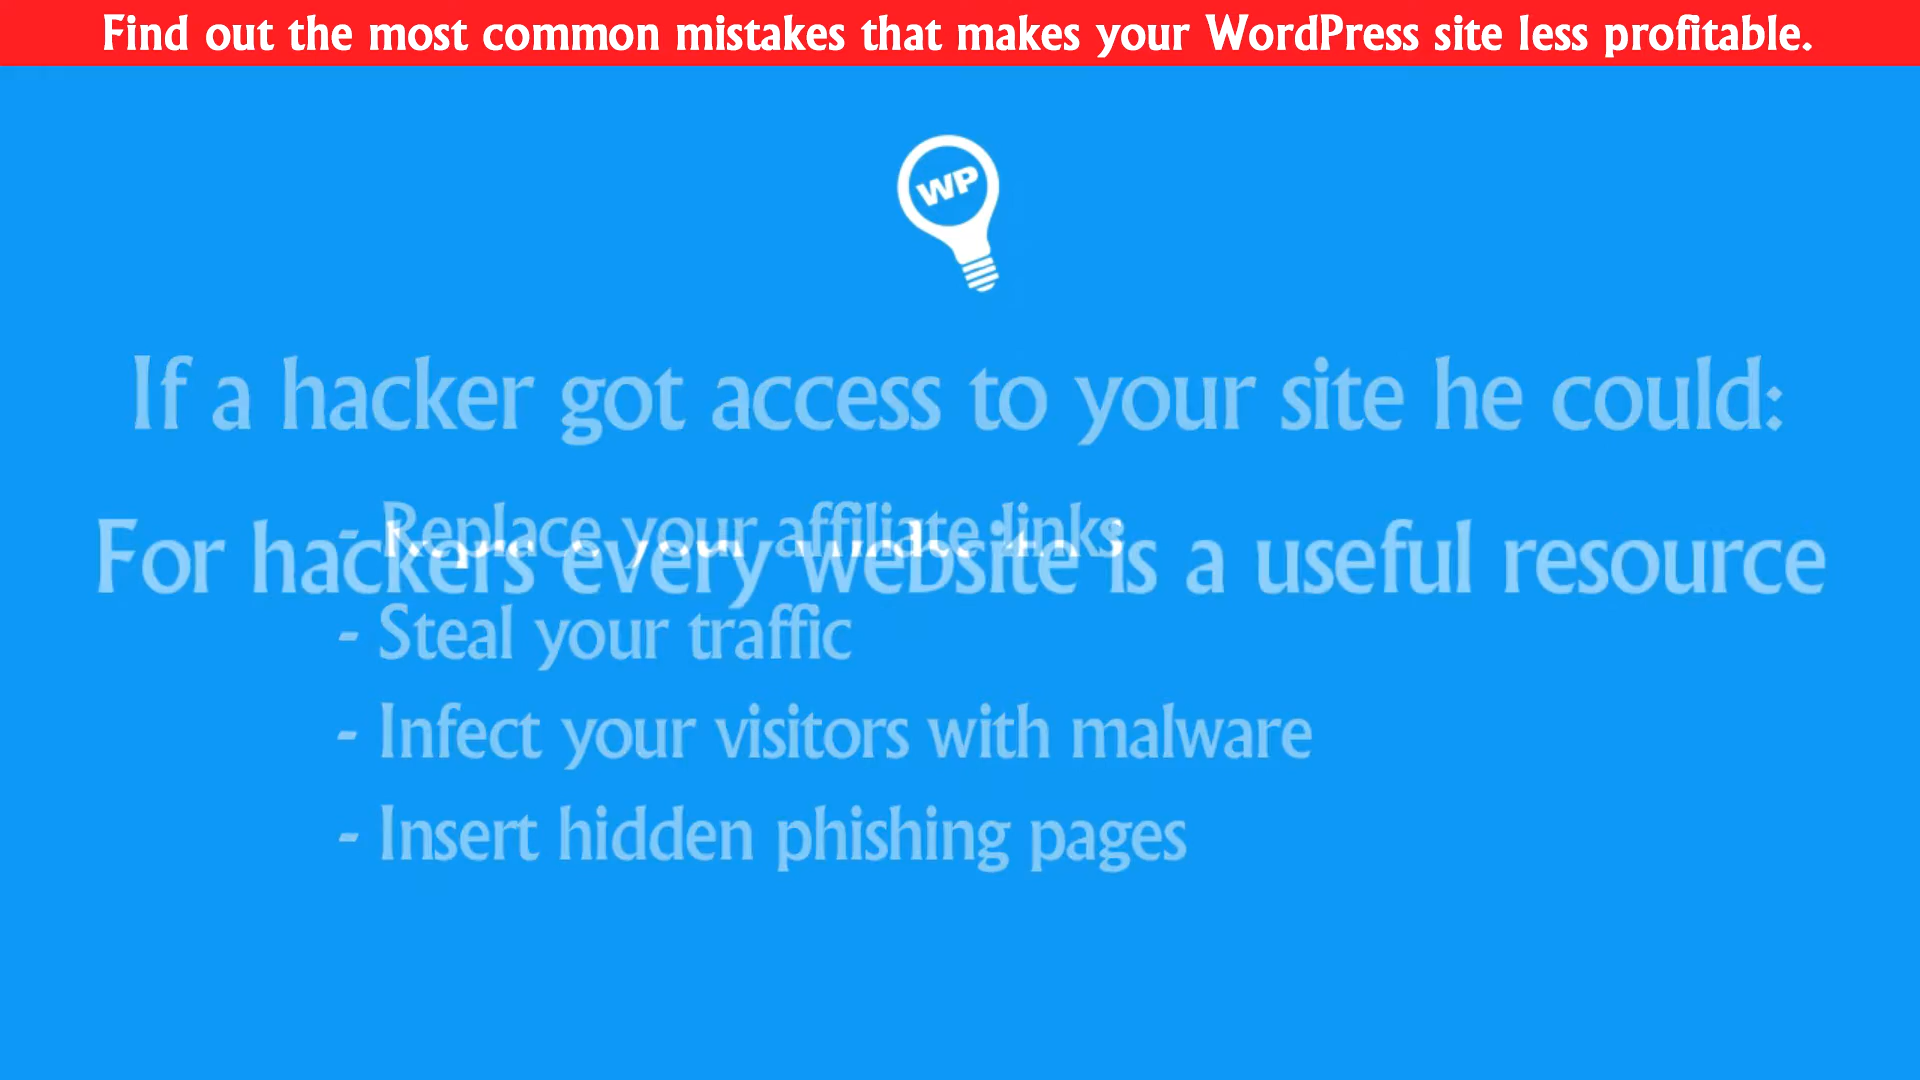 Find out the most common mistakes that makes your WordPress site less profitable.
WP
If a hacker got access to your site he could:
- Replace your affiliate links
For hackers every website is a useful resource
- Steal your traffic
- Infect your visitors with malware
- Insert hidden phishing pages